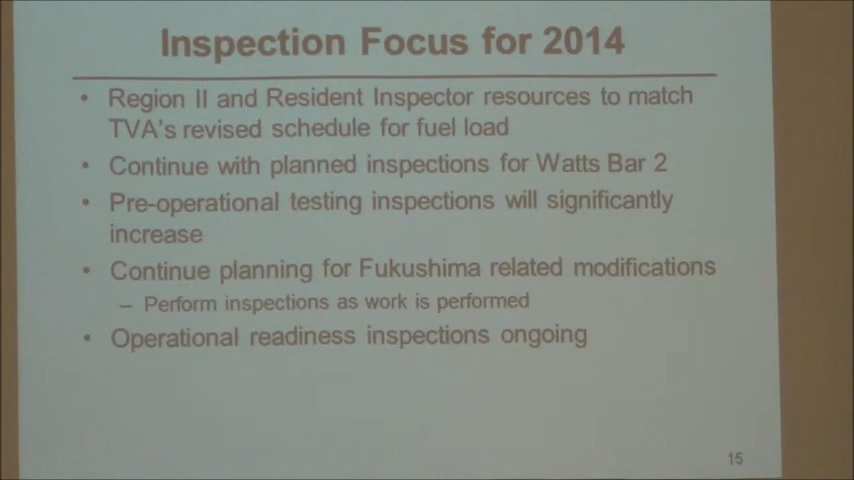 Inspection Focus for 2014
• Region II and Resident Inspector resources to match
TVA's revised schedule for fuel load
• Continue with planned inspections for Watts Bar 2
• Pre-operational testing inspections will significantly
increase
• Continue planning for Fukushima related modifications
– Perform inspections as work is performed
• Operational readiness inspections ongoing
15